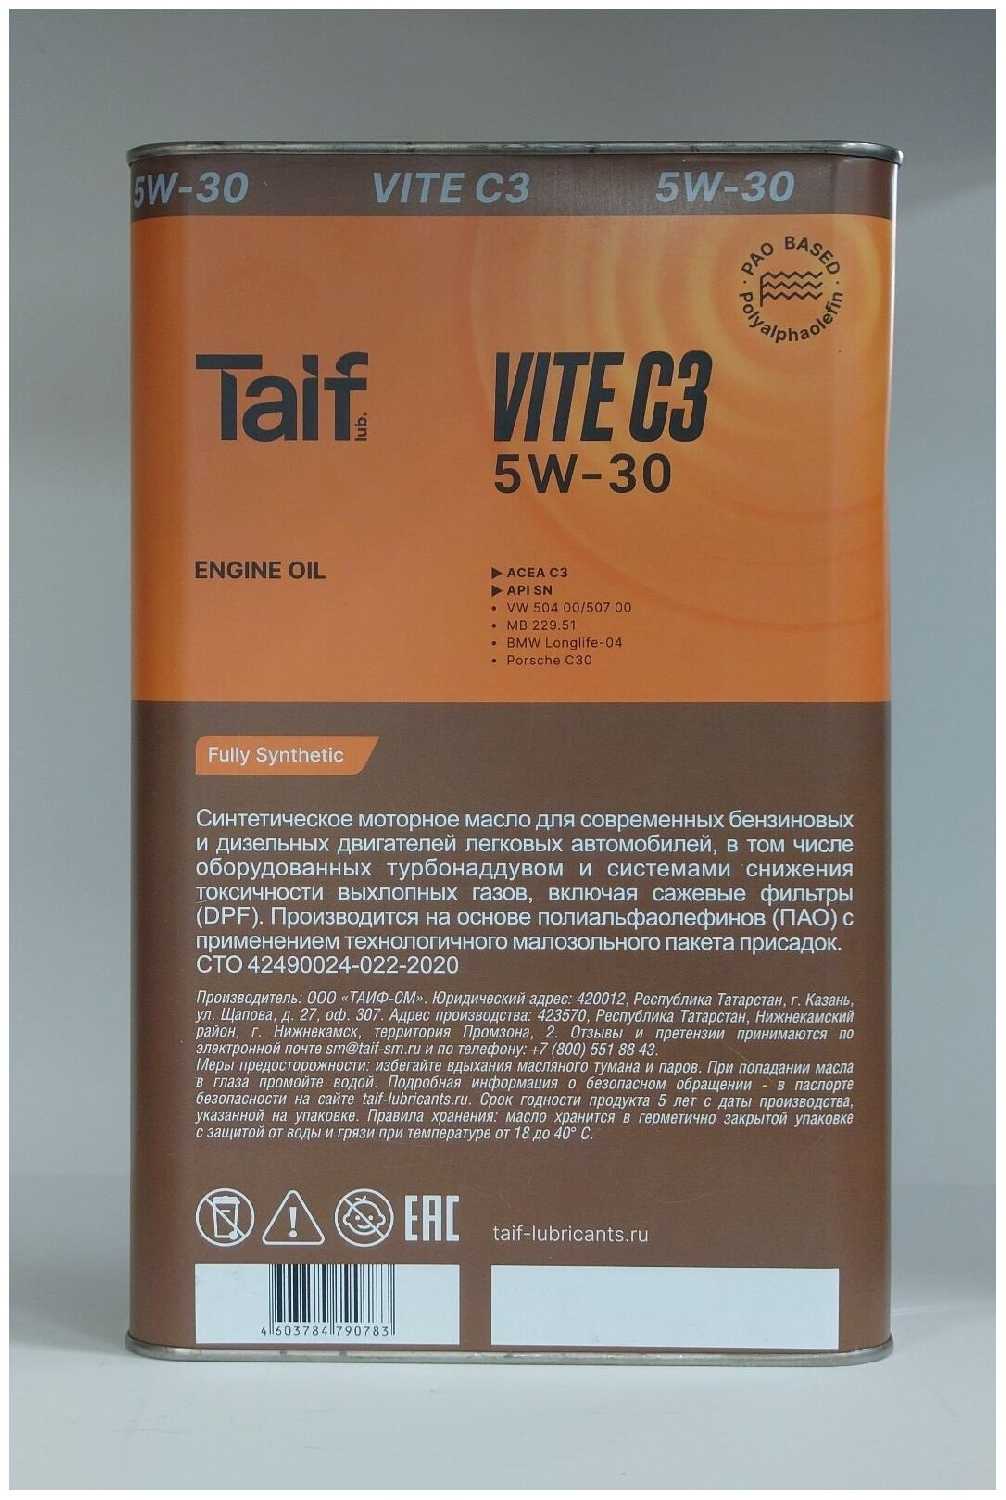 5W-30 VITE C3 5W-30
PAO BASED
Polyalphaolefin
Taif
lub.
VITE C3
5W-30
ENGINE OIL
▶ ACEA C3
▶ API SN
• VW 504 00/507 00
• MB 229.51
• BMW Longlife-04
• Porsche C30
Fully Synthetic
Синтетическое моторное масло для современных бензиновых
и дизельных двигателей легковых автомобилей, в том числе
оборудованных турбонаддувом и системами снижения
токсичности выхлопных газов, включая сажевые фильтры
(DPF). Производится на основе полиальфаолефинов (ПАО) с
применением технологичного малозольного пакета присадок.
СТО 42490024-022-2020
Производитель: ООО «ТАИФ-СМ». Юридический адрес: 420012, Республика Татарстан, г. Казань,
ул. Щапова, д. 27, оф. 307. Адрес производства: 423570, Республика Татарстан, Нижнекамский
район, г. Нижнекамск, территория Промзона, 2. Отзывы и претензии принимаются по
электронной почте sm@taif-sm.ru и по телефону: +7 (800) 551 88 43.
Меры предосторожности: избегайте вдыхания масляного тумана и паров. При попадании масла
в глаза промойте водой. Подробная информация о безопасном обращении - в паспорте
безопасности на сайте taif-lubricants.ru. Срок годности продукта 5 лет с даты производства,
указанной на упаковке. Правила хранения: масло хранится в герметично закрытой упаковке
с защитой от воды и грязи при температуре от 18 до 40° С.
EAC
taif-lubricants.ru
4 603784 790783